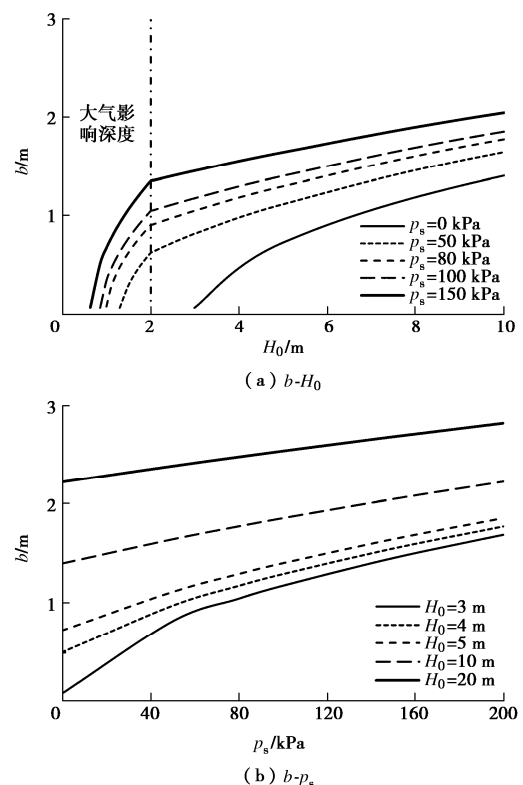 3
大气影
响深度
2
b/m
1
pₛ=0 kPa
pₛ=50 kPa
pₛ=80 kPa
pₛ=100 kPa
pₛ=150 kPa
0 2 4 6 8 10
H₀/m
(a) b-H₀
3
2
b/m
1
H₀=3 m
H₀=4 m
H₀=5 m
H₀=10 m
H₀=20 m
0 40 80 120 160 200
pₛ/kPa
(b) b-pₛ